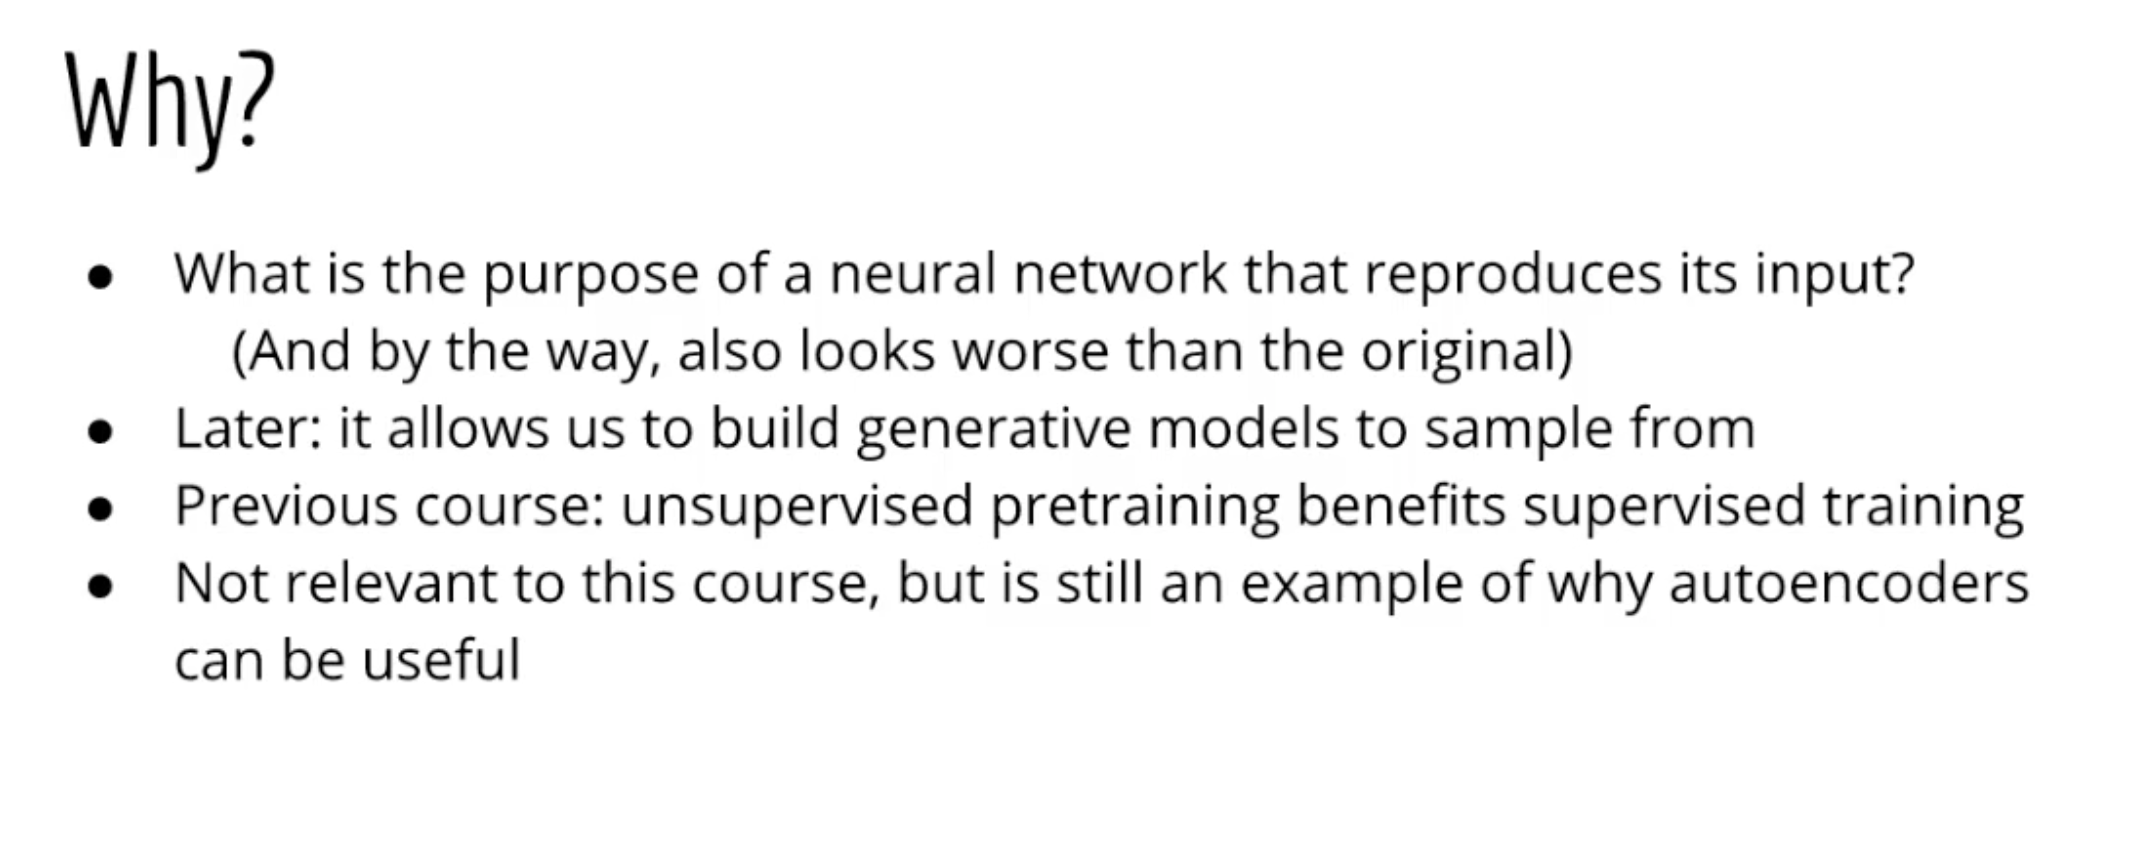 Why?
● What is the purpose of a neural network that reproduces its input?
(And by the way, also looks worse than the original)
● Later: it allows us to build generative models to sample from
● Previous course: unsupervised pretraining benefits supervised training
● Not relevant to this course, but is still an example of why autoencoders
can be useful